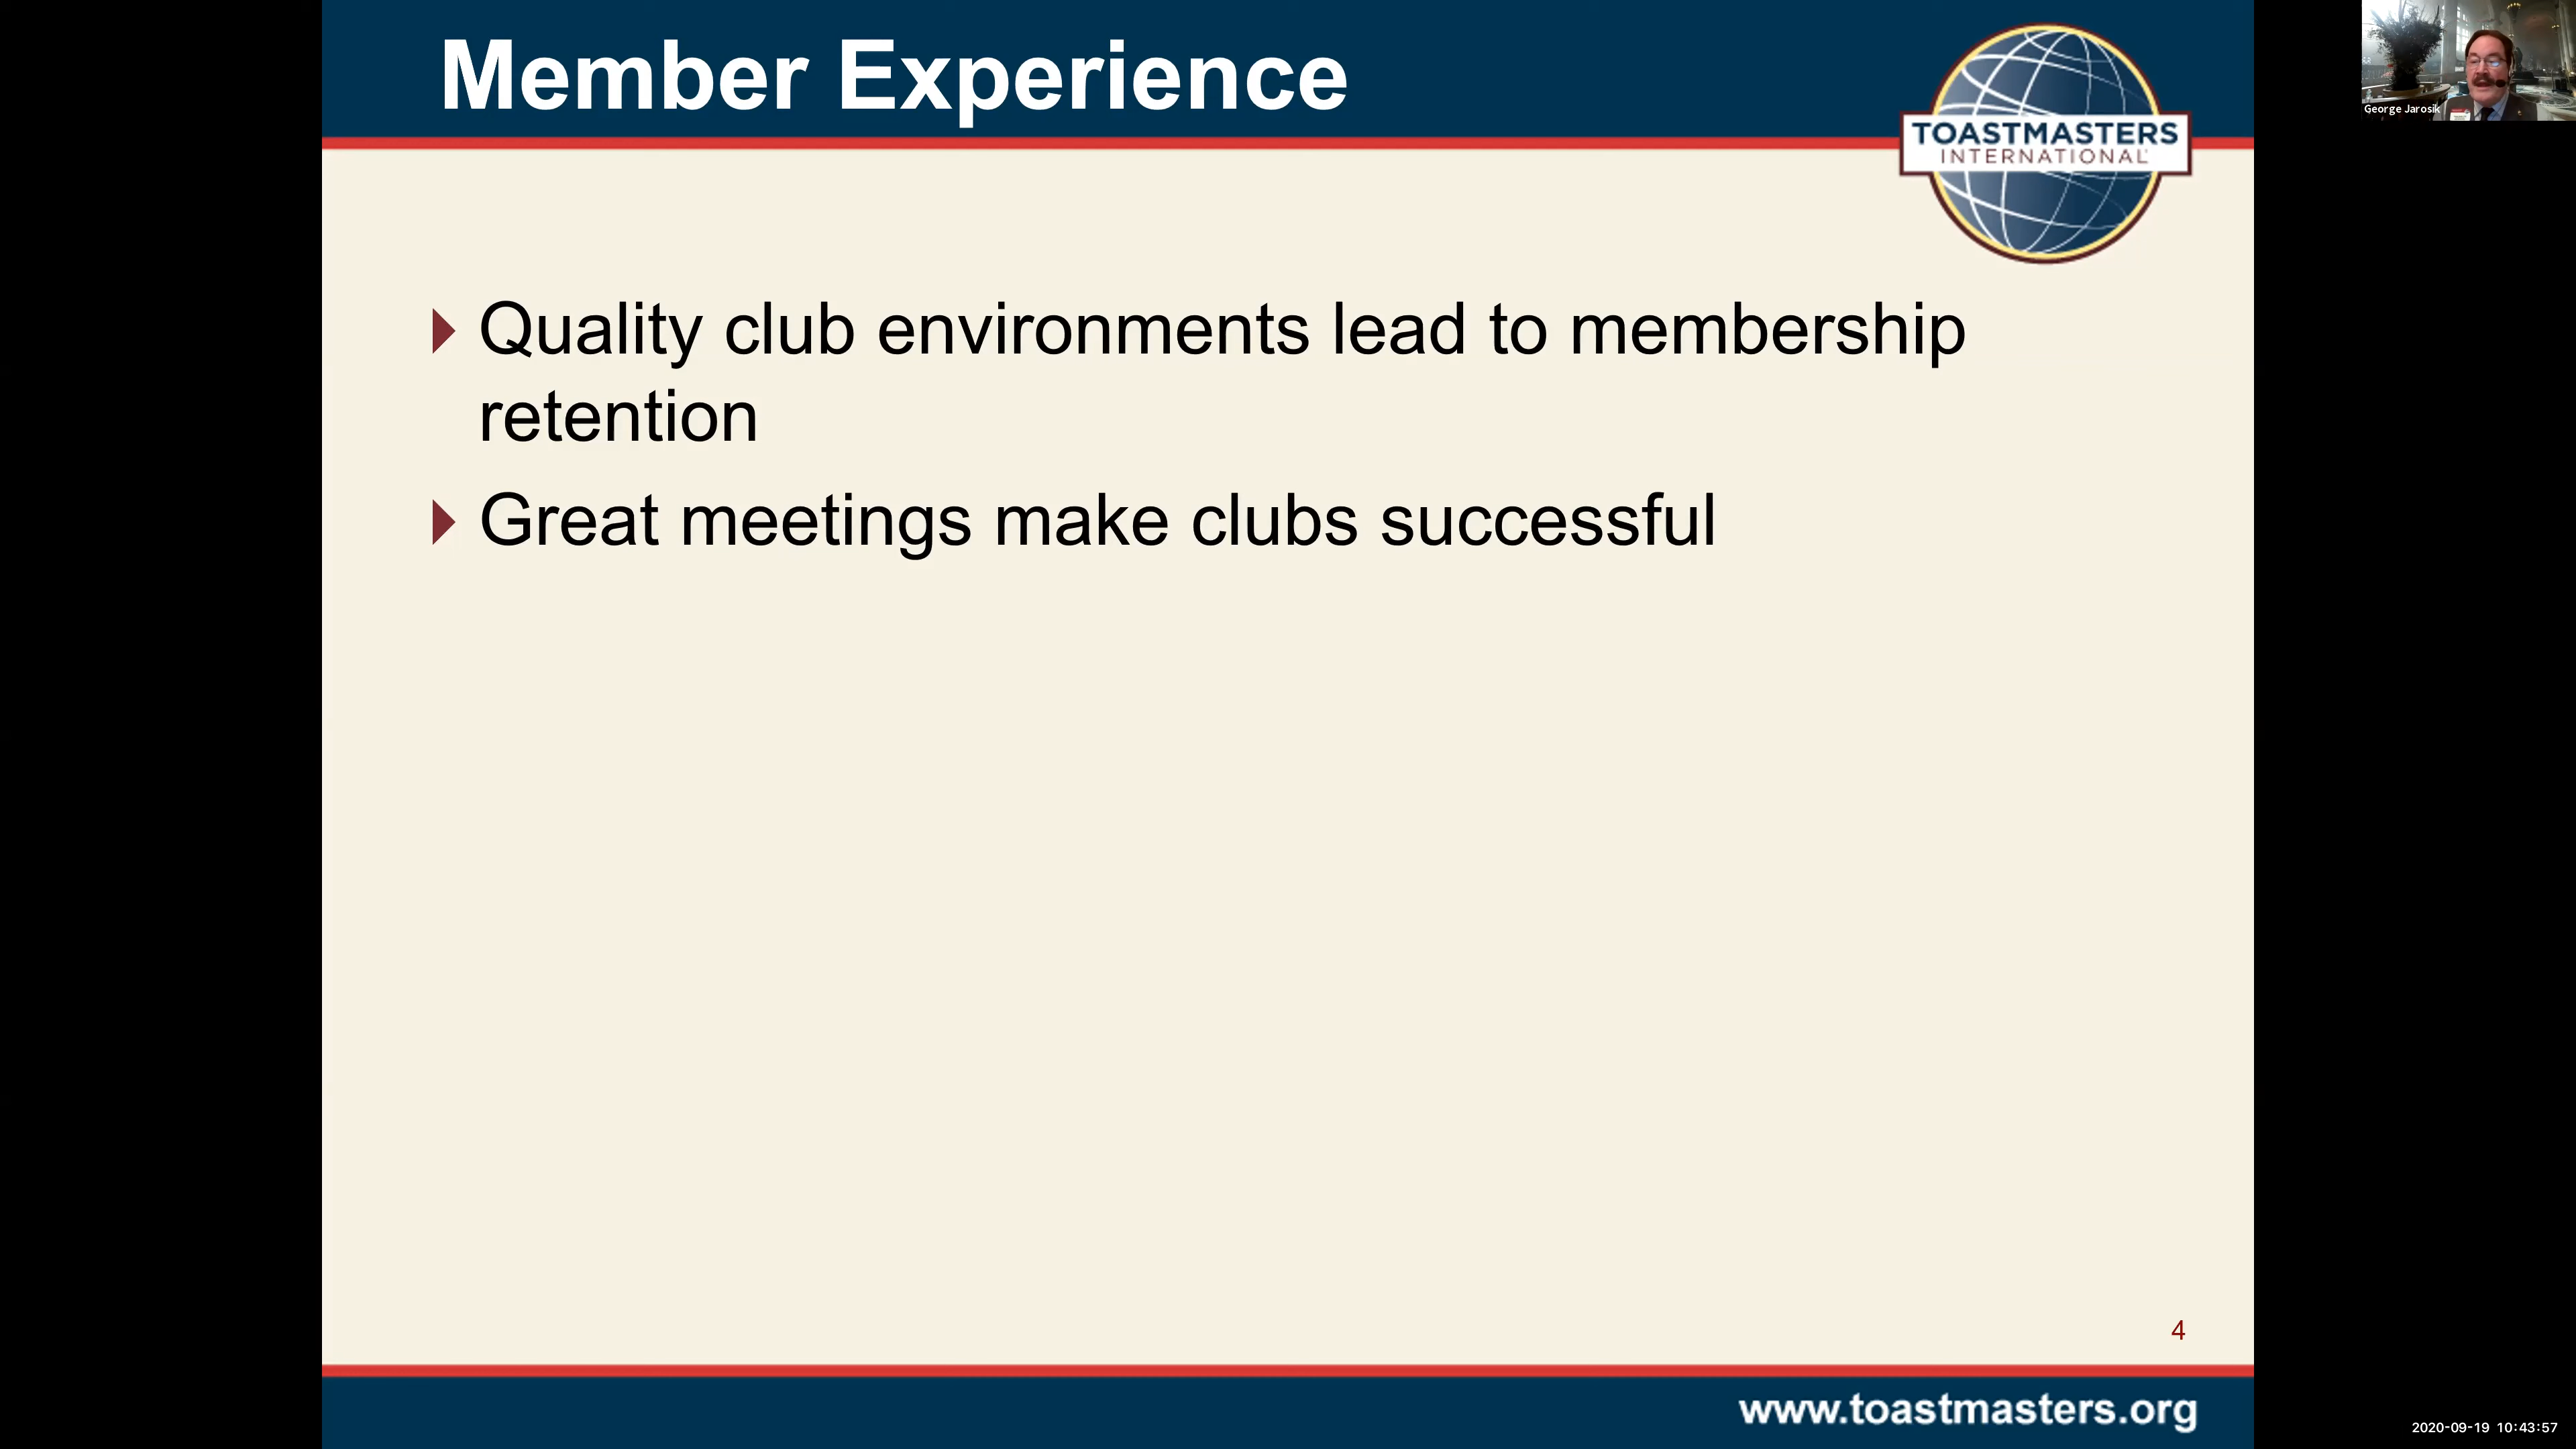 Member Experience
TOASTMASTERS
INTERNATIONAL
George Jarosik
Quality club environments lead to membership
retention
Great meetings make clubs successful
4
www.toastmasters.org
2020-09-19 10:43:57